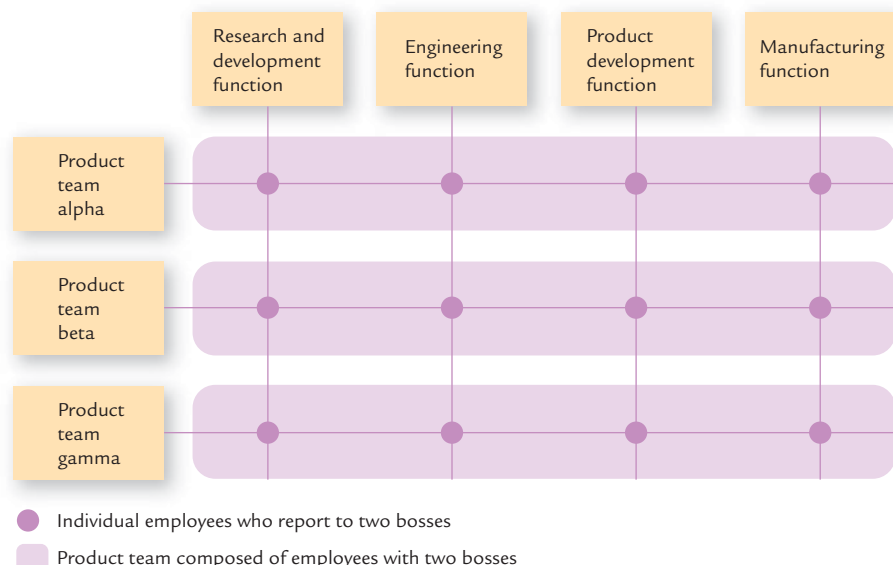 Research and
development
function
Engineering
function
Product
development
function
Manufacturing
function
Product
team
alpha
Product
team
beta
Product
team
gamma
Individual employees who report to two bosses
Product team composed of employees with two bosses